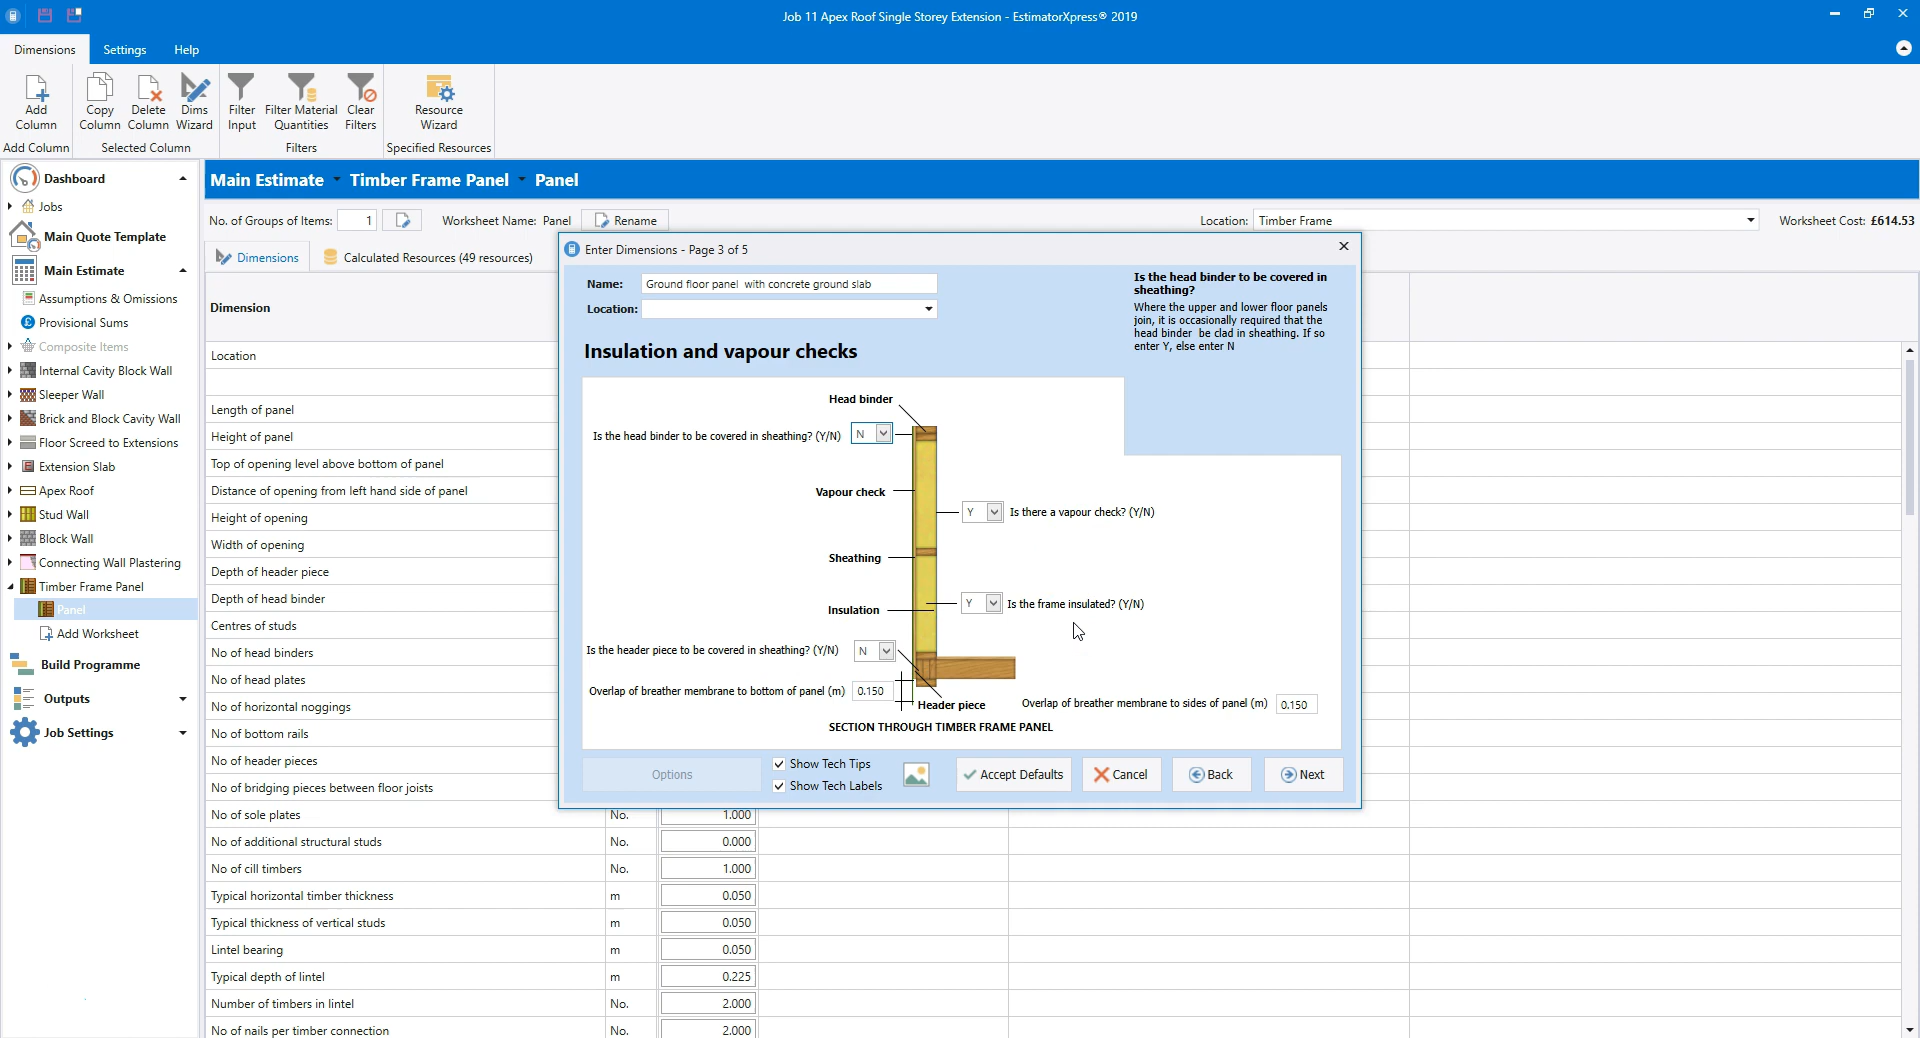 Job 11 Apex Roof Single Storey Extension - EstimatorXpress® 2019
Dimensions Settings Help
Add Column
Copy Column
Delete Column
Dims Wizard
Filter Input
Filter Material Quantities
Clear Filters
Resource Wizard
Add Column Selected Column Filters Specified Resources
Dashboard
Jobs
Main Quote Template
Main Estimate
Assumptions & Omissions
Provisional Sums
Composite Items
Internal Cavity Block Wall
Sleeper Wall
Brick and Block Cavity Wall
Floor Screed to Extensions
Extension Slab
Apex Roof
Stud Wall
Block Wall
Connecting Wall Plastering
Timber Frame Panel
Panel
Add Worksheet
Build Programme
Outputs
Job Settings
Main Estimate Timber Frame Panel Panel
No. of Groups of Items: 1 Worksheet Name: Panel Rename Location: Timber Frame Worksheet Cost: £614.53
Dimensions Calculated Resources (49 resources)
Dimension
Location
Length of panel
Height of panel
Top of opening level above bottom of panel
Distance of opening from left hand side of panel
Height of opening
Width of opening
Depth of header piece
Depth of head binder
Centres of studs
No of head binders
No of head plates
No of horizontal noggings
No of bottom rails
No of header pieces
No of bridging pieces between floor joists
No of sole plates No. 1.000
No of additional structural studs No. 0.000
No of cill timbers No. 1.000
Typical horizontal timber thickness m 0.050
Typical thickness of vertical studs m 0.050
Lintel bearing m 0.050
Typical depth of lintel m 0.225
Number of timbers in lintel No. 2.000
No of nails per timber connection No. 2.000
Enter Dimensions - Page 3 of 5
Name: Ground floor panel with concrete ground slab
Location:
Is the head binder to be covered in
sheathing?
Where the upper and lower floor panels
join, it is occasionally required that the
head binder be clad in sheathing. If so
enter Y, else enter N
Insulation and vapour checks
Head binder
Is the head binder to be covered in sheathing? (Y/N) N
Vapour check
Y Is there a vapour check? (Y/N)
Sheathing
Insulation
Y Is the frame insulated? (Y/N)
Is the header piece to be covered in sheathing? (Y/N) N
Overlap of breather membrane to bottom of panel (m) 0.150
Header piece
Overlap of breather membrane to sides of panel (m) 0.150
SECTION THROUGH TIMBER FRAME PANEL
Options
Show Tech Tips
Show Tech Labels
Accept Defaults Cancel Back Next